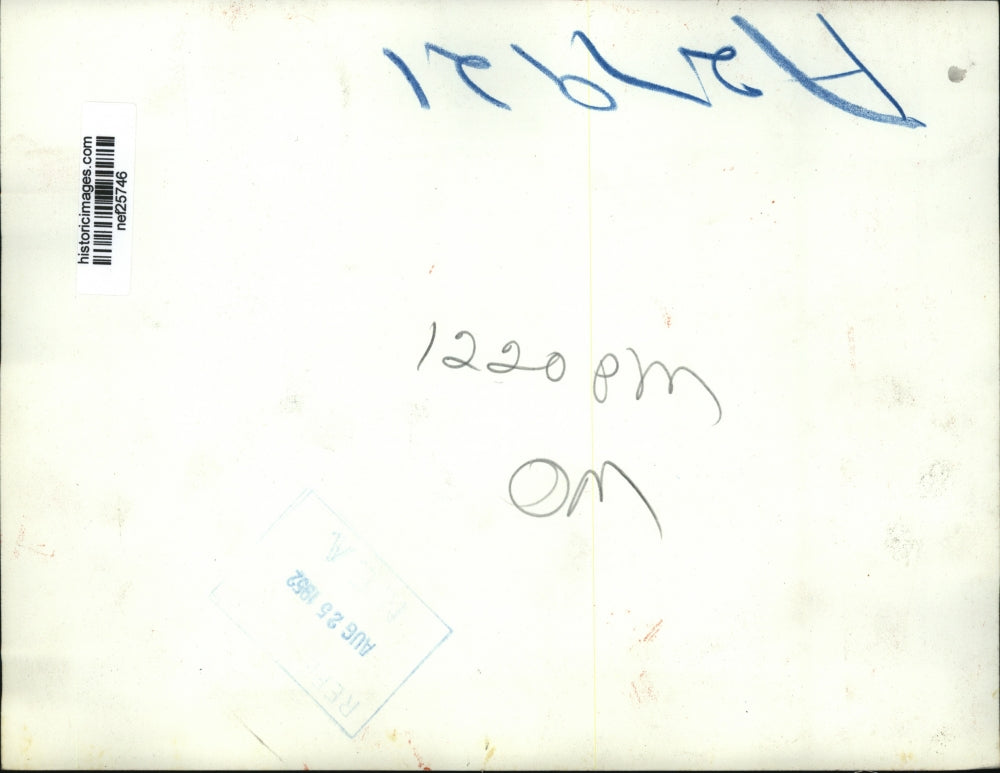 historicimages.com
nef25746
1220 pm
OM
AUG 25 1952